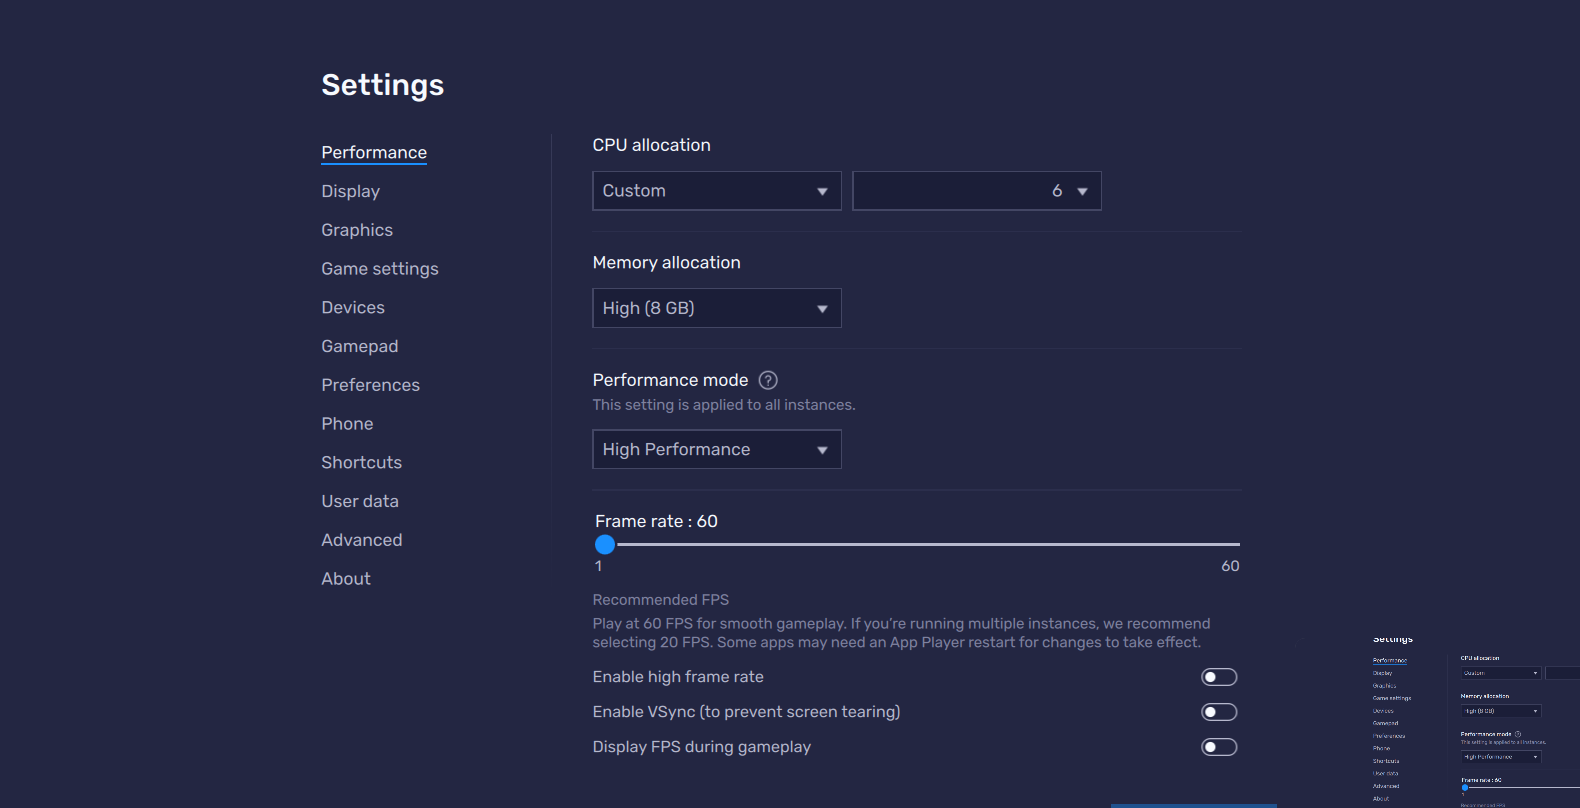 Settings
Performance
Display
Graphics
Game settings
Devices
Gamepad
Preferences
Phone
Shortcuts
User data
Advanced
About
CPU allocation
Custom
6
Memory allocation
High (8 GB)
Performance mode ?
This setting is applied to all instances.
High Performance
Frame rate : 60
1
60
Recommended FPS
Play at 60 FPS for smooth gameplay. If you’re running multiple instances, we recommend
selecting 20 FPS. Some apps may need an App Player restart for changes to take effect.
Enable high frame rate
Enable VSync (to prevent screen tearing)
Display FPS during gameplay
Settings
Performance
Display
Graphics
Game settings
Devices
Gamepad
Preferences
Phone
Shortcuts
User data
Advanced
About
CPU allocation
Custom
Memory allocation
High (8 GB)
Performance mode ?
This setting is applied to all instances.
High Performance
Frame rate : 60
1
Recommended FPS